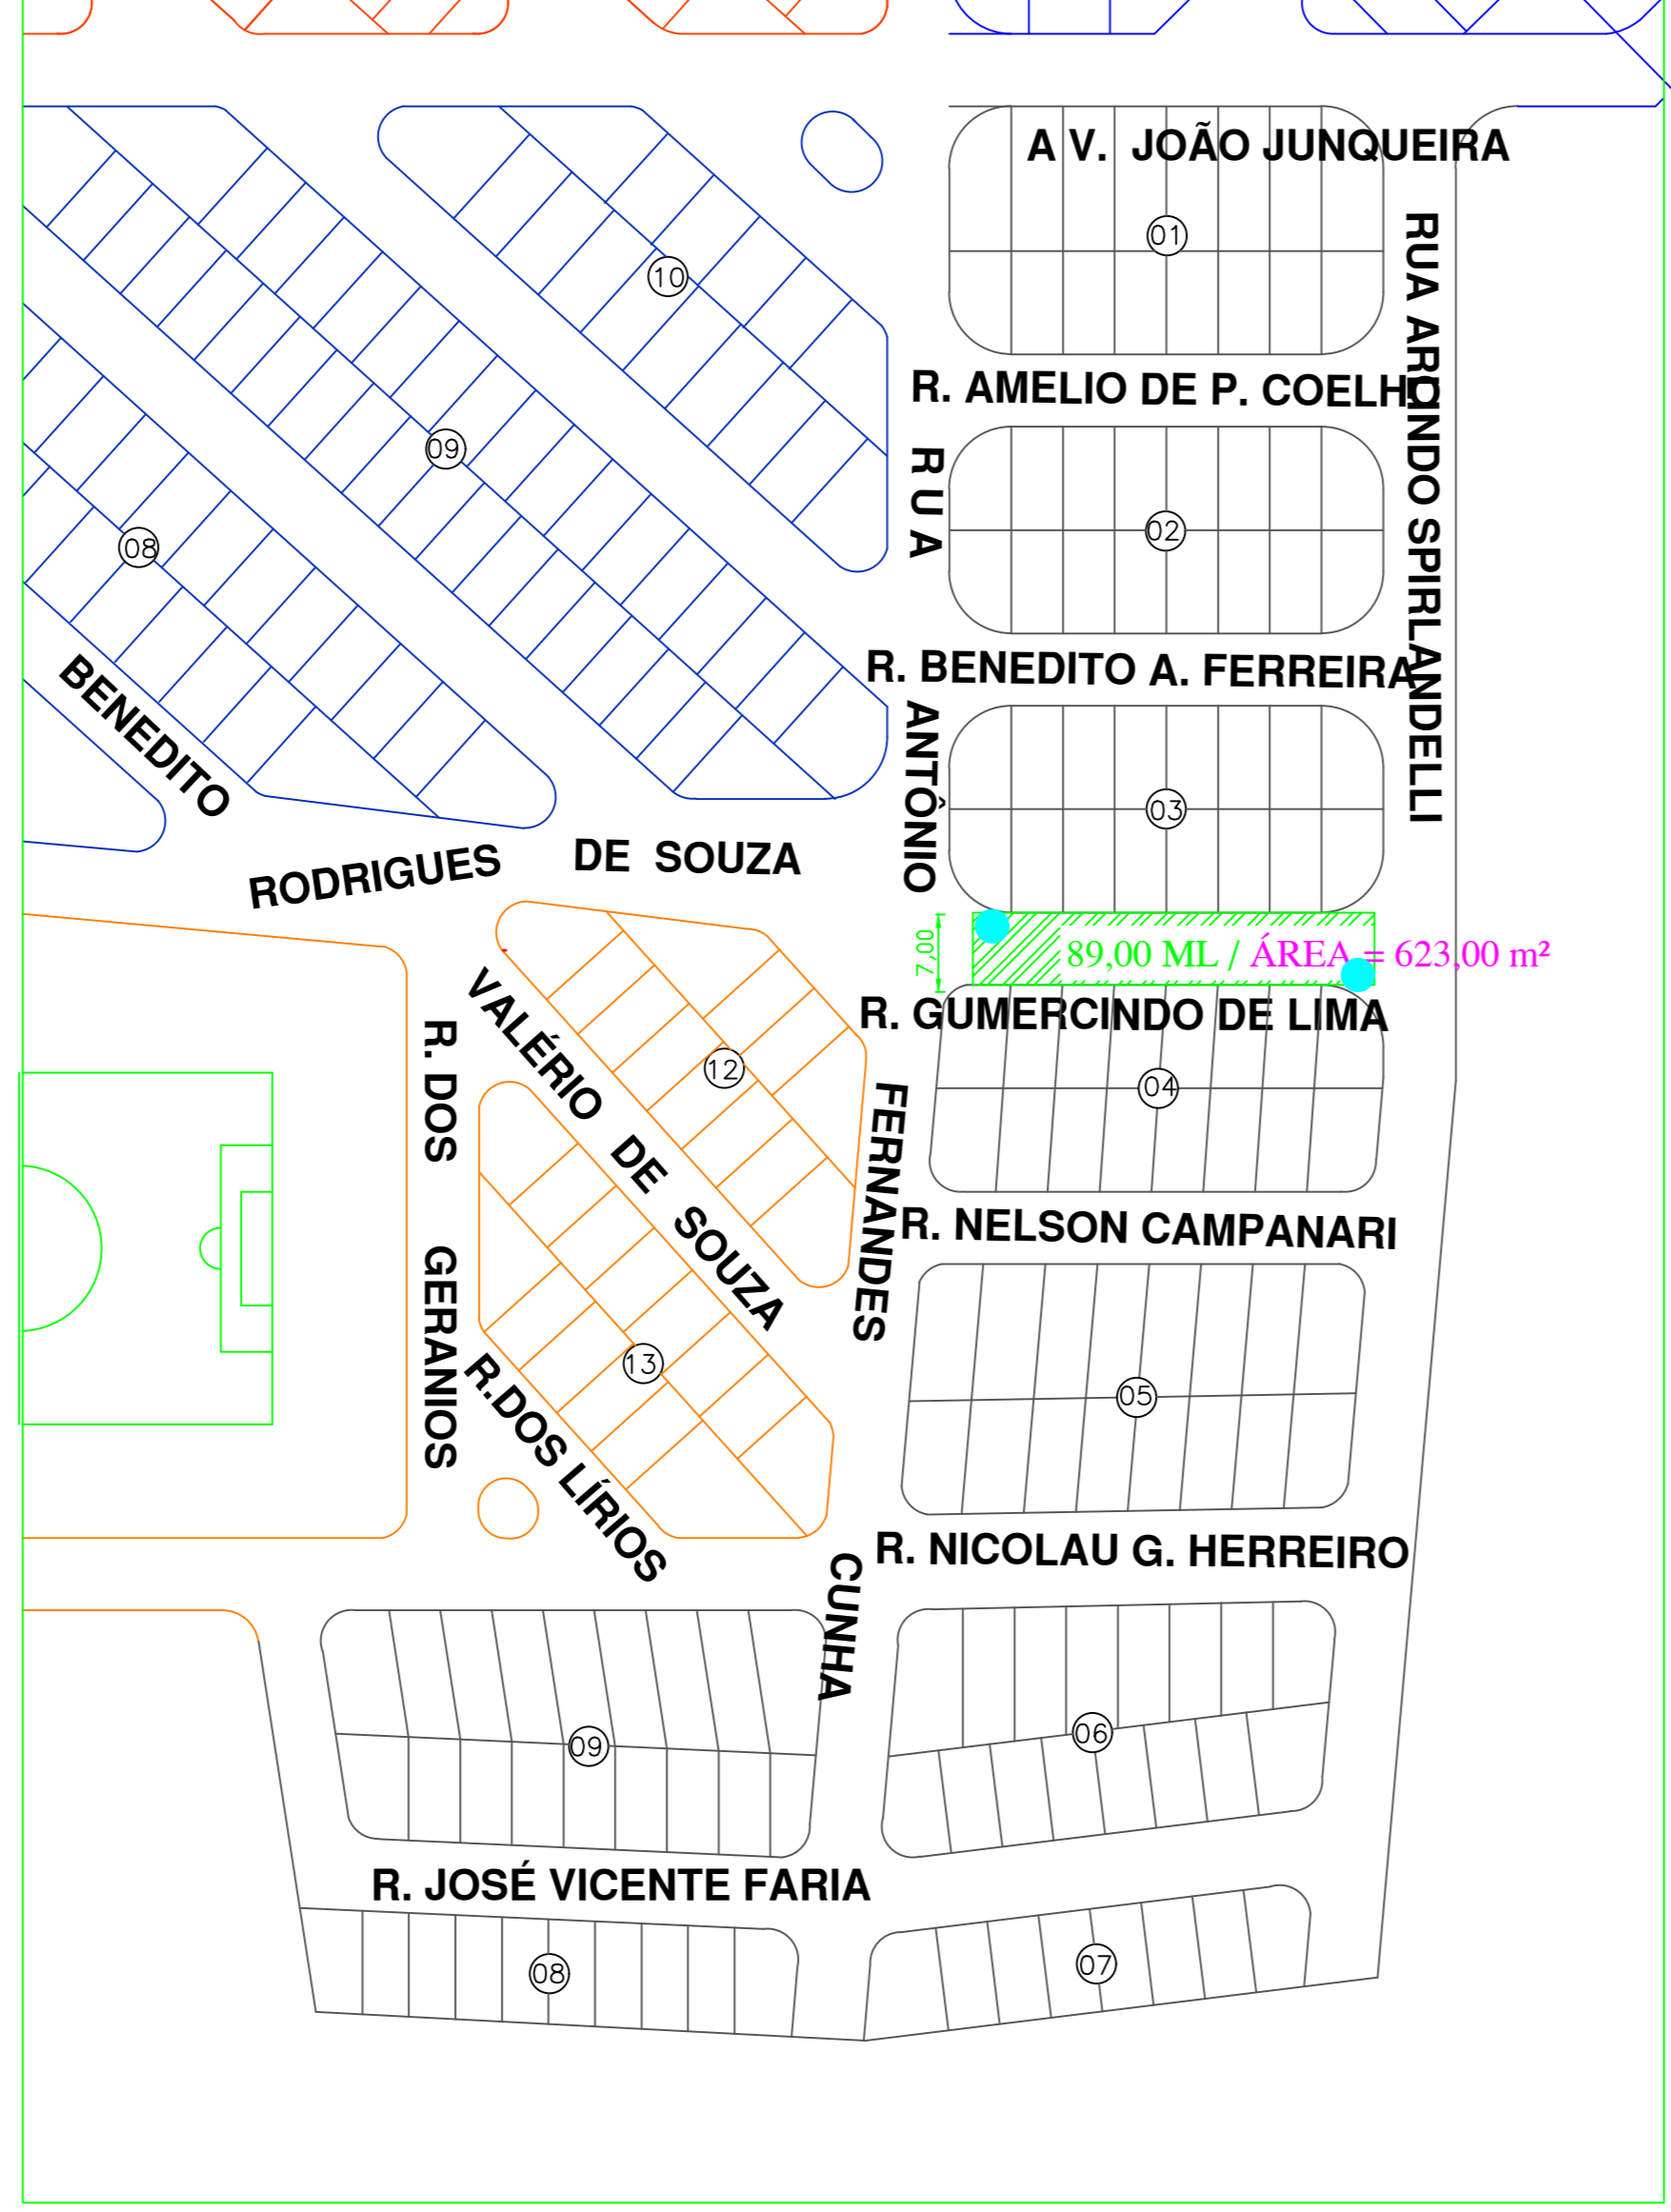 A V. JOÃO JUNQUEIRA
01
RUA ARLINDO SPIRLANDELLI
10
R. AMELIO DE P. COELHO
09
RUA ANTÔNIO FERNANDES CUNHA
02
08
R. BENEDITO A. FERREIRA
BENEDITO RODRIGUES DE SOUZA
03
7,00
89,00 ML / ÁREA = 623,00 m²
R. GUMERCINDO DE LIMA
VALÉRIO DE SOUZA
12
04
R. DOS GERANIOS
R. NELSON CAMPANARI
13
R.DOS LÍRIOS
05
R. NICOLAU G. HERREIRO
09
06
R. JOSÉ VICENTE FARIA
08
07